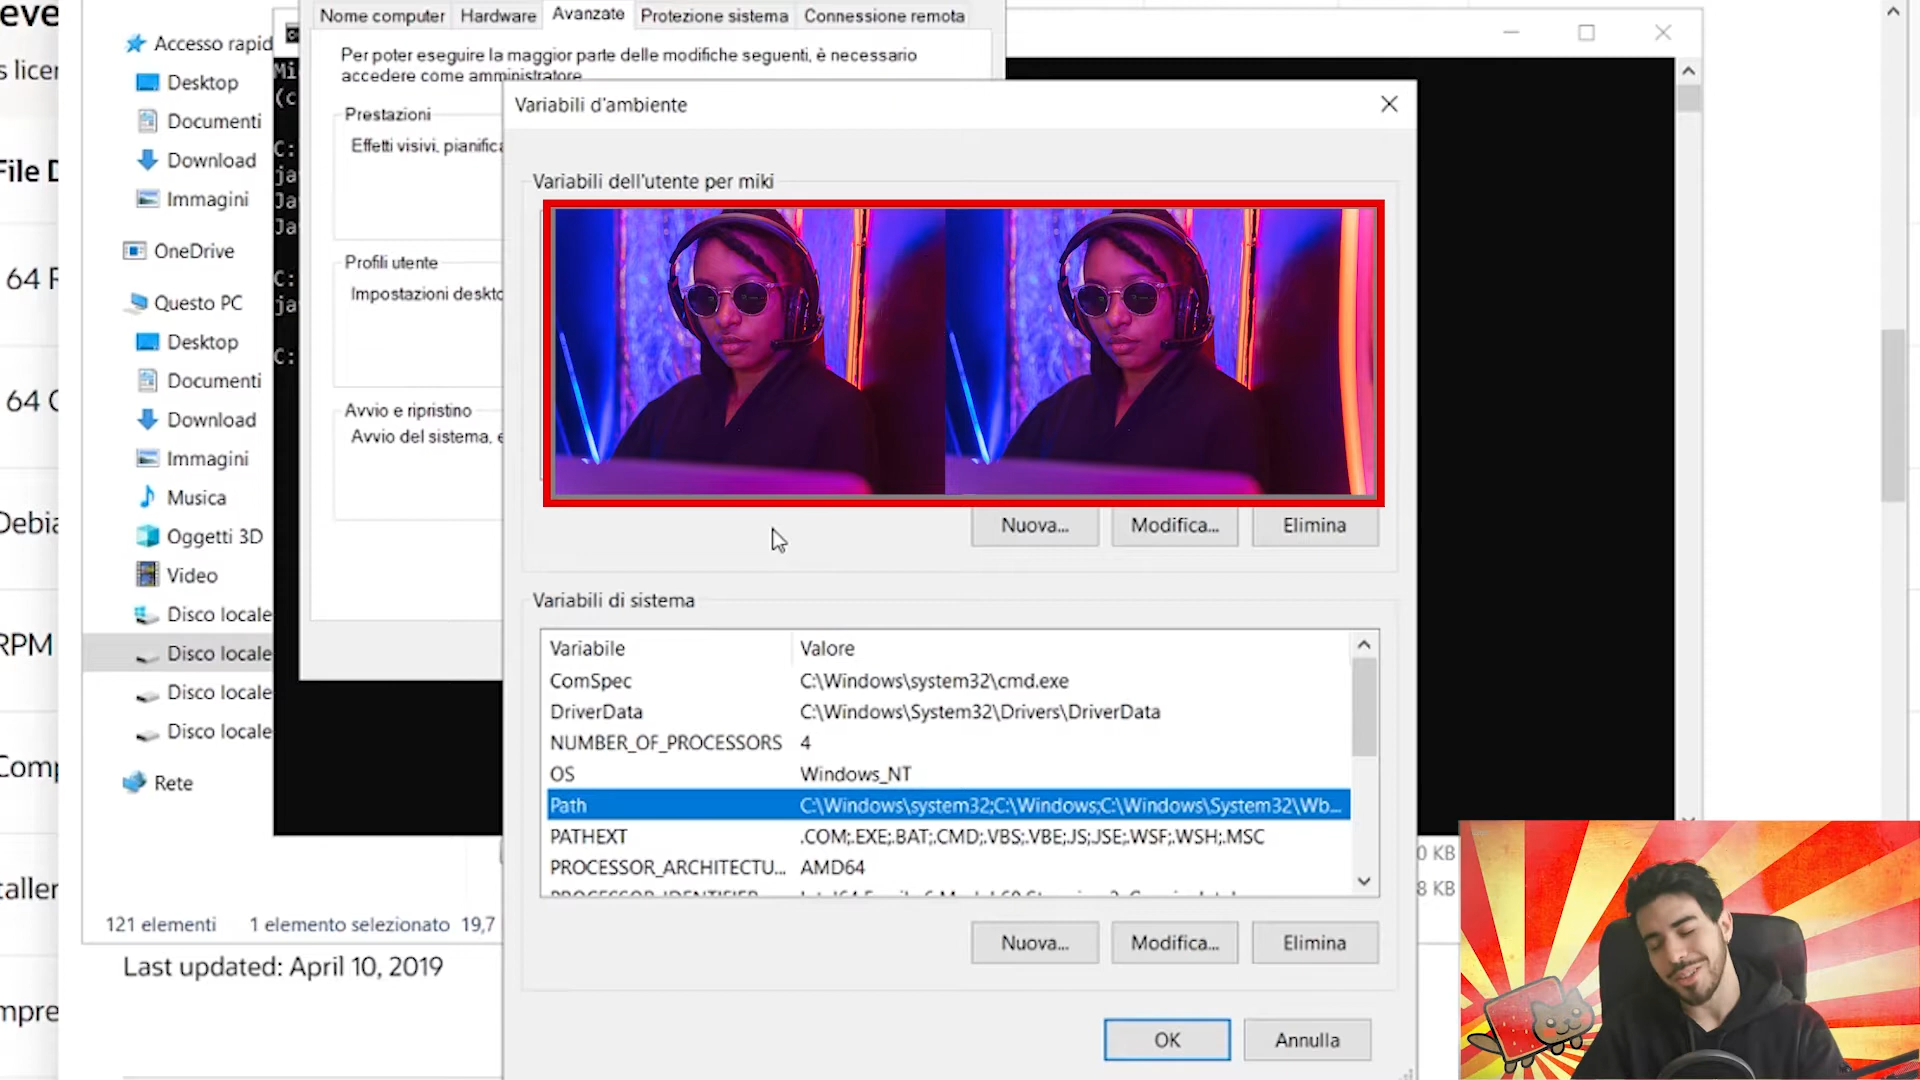 eve
s licen
File D
64 R
64 C
Debia
RPM
Comp
taller
mpre
Accesso rapid
Desktop
Documenti
Download
Immagini
OneDrive
Questo PC
Desktop
Documenti
Download
Immagini
Musica
Oggetti 3D
Video
Disco locale
Disco locale
Disco locale
Disco locale
Rete
121 elementi 1 elemento selezionato 19,7
Last updated: April 10, 2019
Mi
(c
C:
ja
Ja
Ja
C:
ja
C:
Nome computer Hardware Avanzate Protezione sistema Connessione remota
Per poter eseguire la maggior parte delle modifiche seguenti, è necessario
accedere come amministratore
Prestazioni
Effetti visivi, pianifica
Profili utente
Impostazioni deskto
Avvio e ripristino
Avvio del sistema, e
Variabili d'ambiente
Variabili dell'utente per miki
Nuova... Modifica... Elimina
Variabili di sistema
Variabile Valore
ComSpec C:\Windows\system32\cmd.exe
DriverData C:\Windows\System32\Drivers\DriverData
NUMBER_OF_PROCESSORS 4
OS Windows_NT
Path C:\Windows\system32;C:\Windows;C:\Windows\System32\Wb...
PATHEXT .COM;.EXE;.BAT;.CMD;.VBS;.VBE;.JS;.JSE;.WSF;.WSH;.MSC
PROCESSOR_ARCHITECTU... AMD64
Nuova... Modifica... Elimina
OK Annulla
0 KB
8 KB